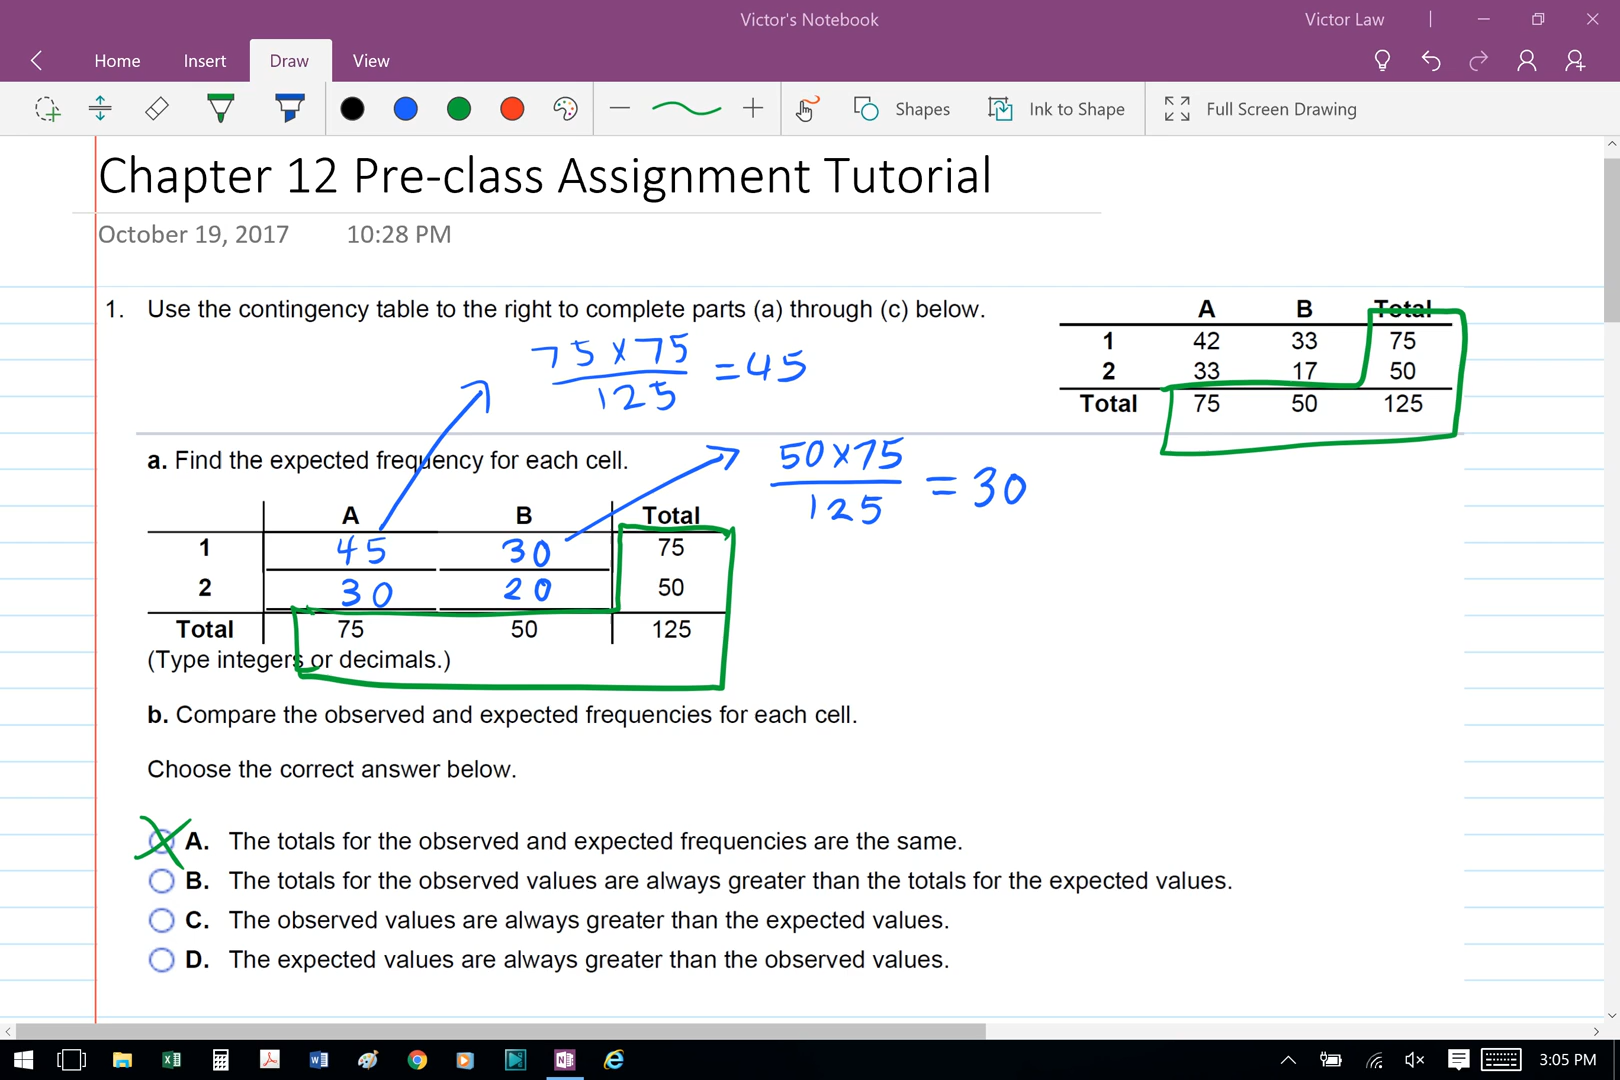 Victor's Notebook Victor Law
Home Insert Draw View
Shapes Ink to Shape Full Screen Drawing
Chapter 12 Pre-class Assignment Tutorial
October 19, 2017 10:28 PM
1. Use the contingency table to the right to complete parts (a) through (c) below.
A B Total
1 42 33 75
2 33 17 50
Total 75 50 125
75 × 75
125
= 45
a. Find the expected frequency for each cell.
50 × 75
125
= 30
A B Total
1 45 30 75
2 30 20 50
Total 75 50 125
(Type integers or decimals.)
b. Compare the observed and expected frequencies for each cell.
Choose the correct answer below.
A. The totals for the observed and expected frequencies are the same.
B. The totals for the observed values are always greater than the totals for the expected values.
C. The observed values are always greater than the expected values.
D. The expected values are always greater than the observed values.
3:05 PM